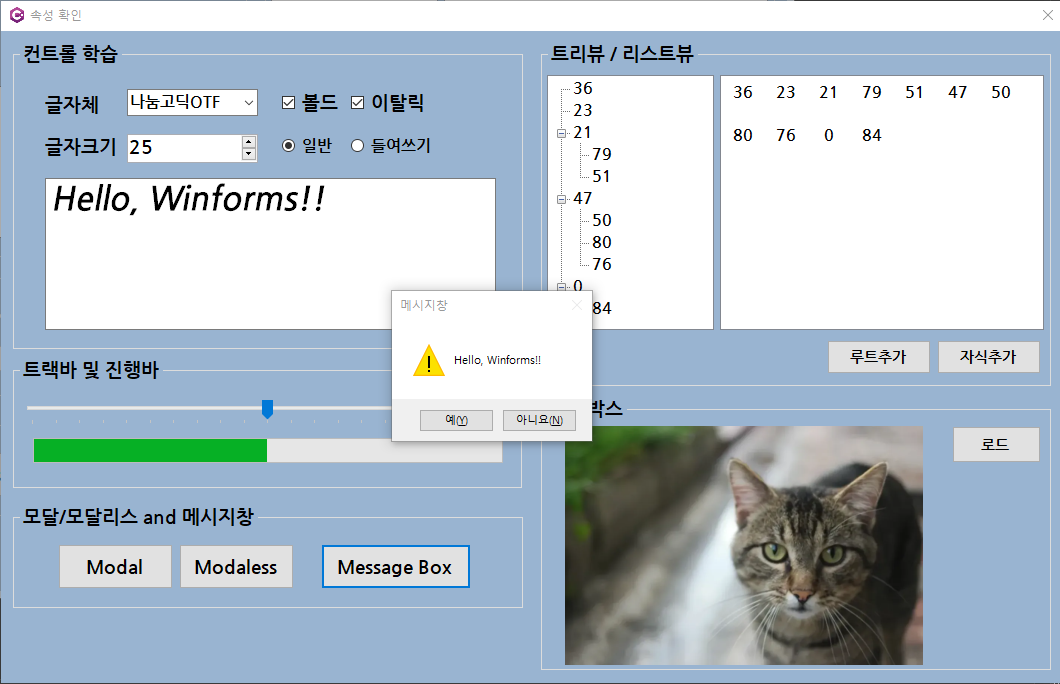 속성 확인
컨트롤 학습
글자체 나눔고딕OTF 볼드 이탈릭
글자크기 25 일반 들여쓰기
Hello, Winforms!!
트랙바 및 진행바
모달/모달리스 and 메시지창
Modal Modaless Message Box
트리뷰 / 리스트뷰
36
23
21
79
51
47
50
80
76
0
84
36 23 21 79 51 47 50
80 76 0 84
루트추가 자식추가
박스
로드
메시지창
Hello, Winforms!!
예(Y) 아니요(N)